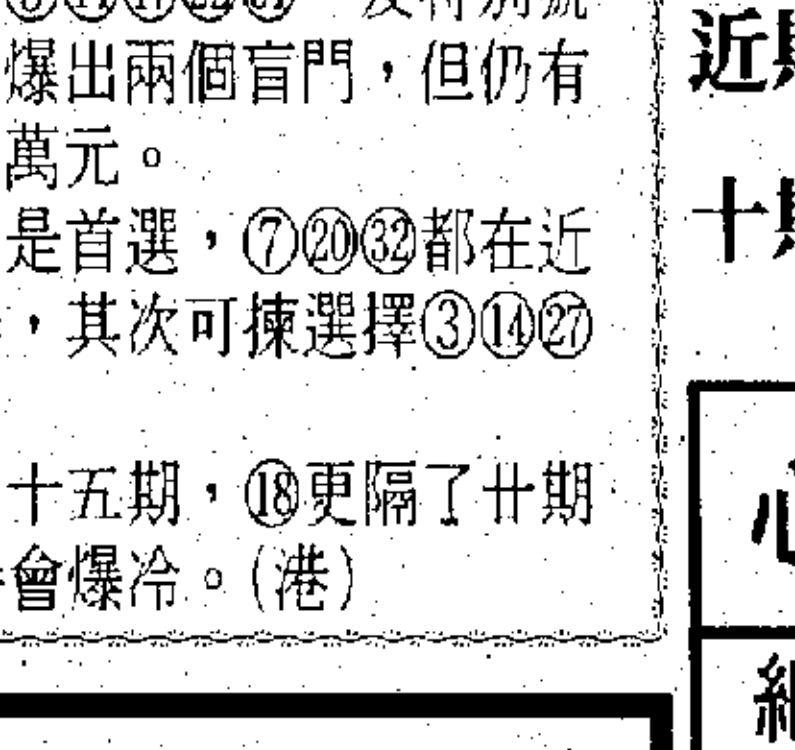 爆出兩個盲門，但仍有
萬元。
是首選，⑦⑳㉜都在近
，其次可揀選擇③⑭㉗
十五期，⑱更隔了廿期
會爆冷。(港)
近期
十期
心